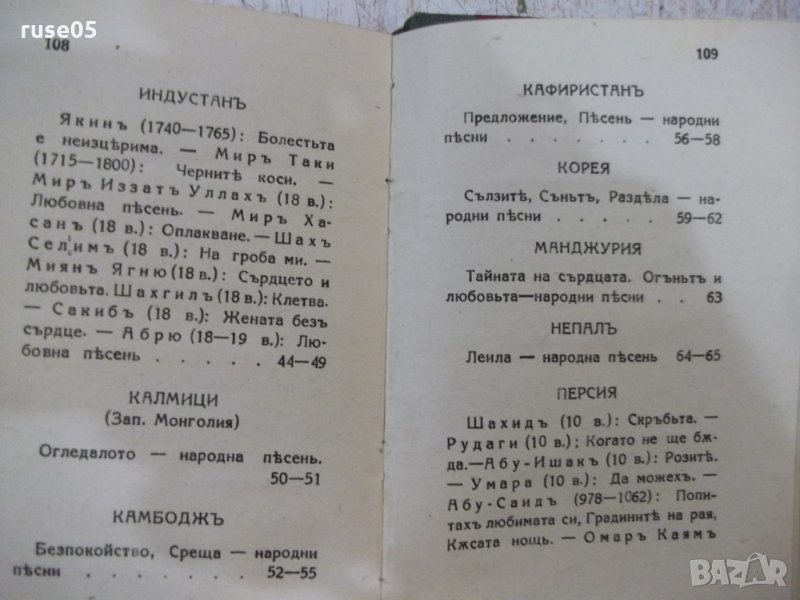 ruse05
108
ИНДУСТАНЪ
Якинъ (1740—1765): Болестьта
е неизцѣрима. — Миръ Таки
(1715—1800): Чернитѣ коси. —
Миръ Иззатъ Уллахъ (18 в.):
Любовна пѣсень. — Миръ Ха-
санъ (18 в.): Оплакване. — Шахъ
Селимъ (18 в.): На гроба ми. —
Миянъ Ягню (18 в.): Сърдцето и
любовьта. Шахгилъ (18 в.): Клетва.
— Сакибъ (18 в.): Жената безъ
сърдце. — Абрю (18—19 в.): Лю-
бовна пѣсень . . . . . 44—49
КАЛМИЦИ
(Зап. Монголия)
Огледалото — народна пѣсень.
50—51
КАМБОДЖЪ
Безпокойство, Среща — народни
пѣсни . . . . . . . 52—55
109
КАФИРИСТАНЪ
Предложение, Пѣсень — народни
пѣсни . . . . . . . 56—58
КОРЕЯ
Сълзитѣ, Съньтъ, Раздѣла — на-
родни пѣсни . . . . . 59—62
МАНДЖУРИЯ
Тайната на сърдцата. Огъньтъ и
любовьта—народни пѣсни . . 63
НЕПАЛЪ
Леила — народна пѣсень 64—65
ПЕРСИЯ
Шахидъ (10 в.): Скръбьта. —
Рудаги (10 в.); Когато не ще бѫ-
да.—Абу-Ишакъ (10 в.): Розитѣ.
— Умара (10 в.): Да можехъ. —
Абу-Саидъ (978—1062): Попи-
тахъ любимата си, Градинитѣ на рая,
Кѫсата нощь. — Омаръ Каямъ
BAZAR